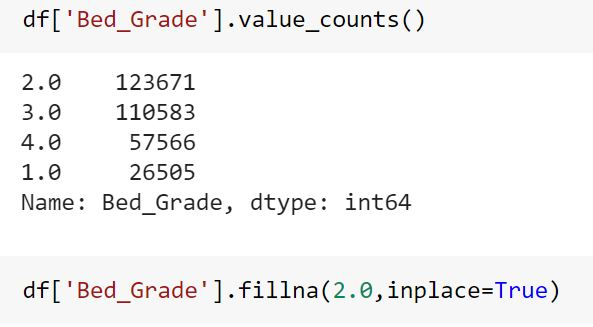 df['Bed_Grade'].value_counts()
2.0    123671
3.0    110583
4.0     57566
1.0     26505
Name: Bed_Grade, dtype: int64
df['Bed_Grade'].fillna(2.0,inplace=True)